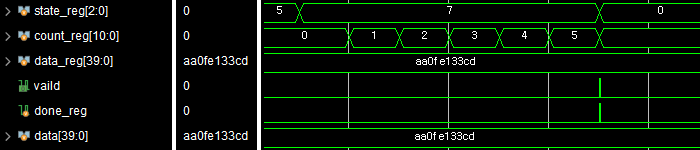 state_reg[2:0] 0 5 7 0
count_reg[10:0] 0 0 1 2 3 4 5
data_reg[39:0] aa0fe133cd aa0fe133cd
vaild 0
done_reg 0
data[39:0] aa0fe133cd aa0fe133cd